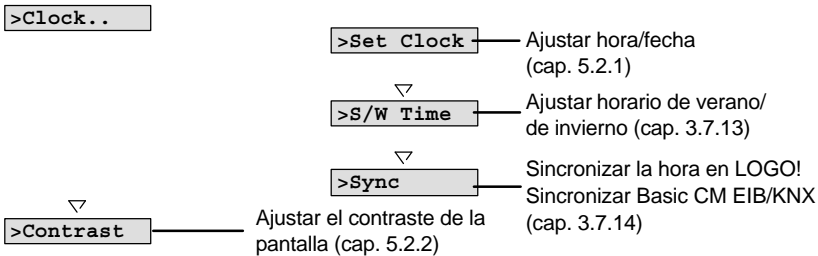 >Clock..
>Set Clock
Ajustar hora/fecha
(cap. 5.2.1)
>S/W Time
Ajustar horario de verano/
de invierno (cap. 3.7.13)
>Sync
Sincronizar la hora en LOGO!
Sincronizar Basic CM EIB/KNX
(cap. 3.7.14)
>Contrast
Ajustar el contraste de la
pantalla (cap. 5.2.2)